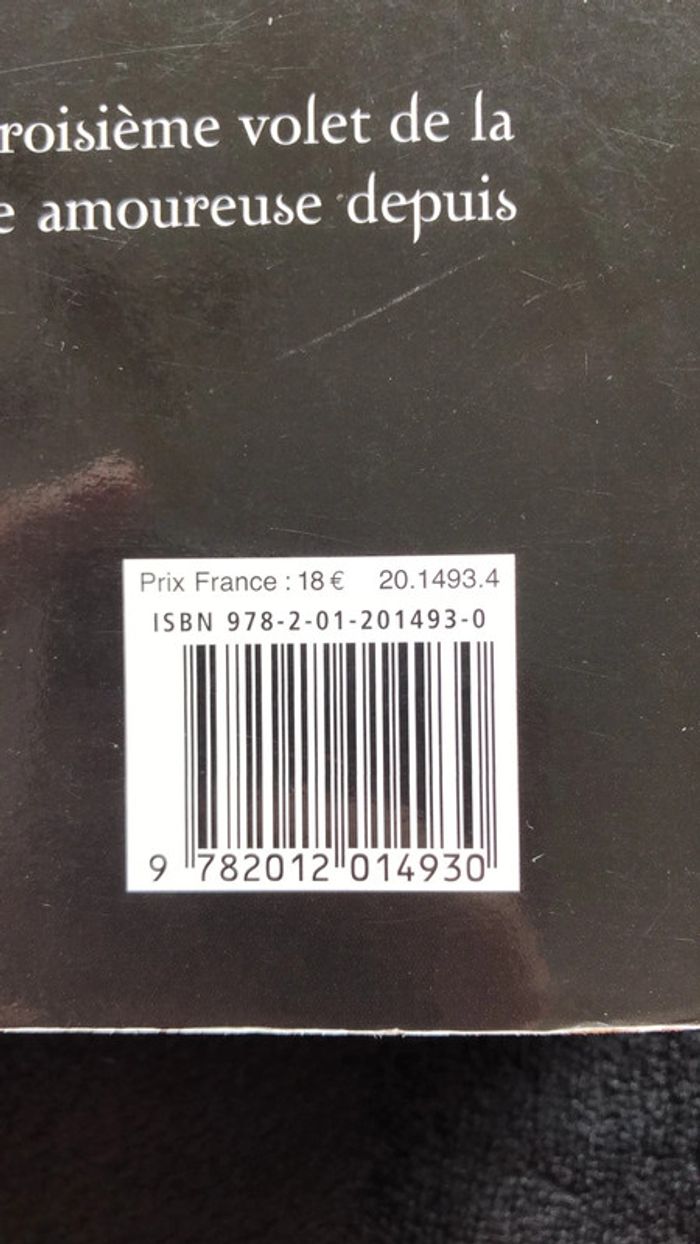 roisième volet de la
e amoureuse depuis
Prix France : 18 € 20.1493.4
ISBN 978-2-01-201493-0
9 782012 014930